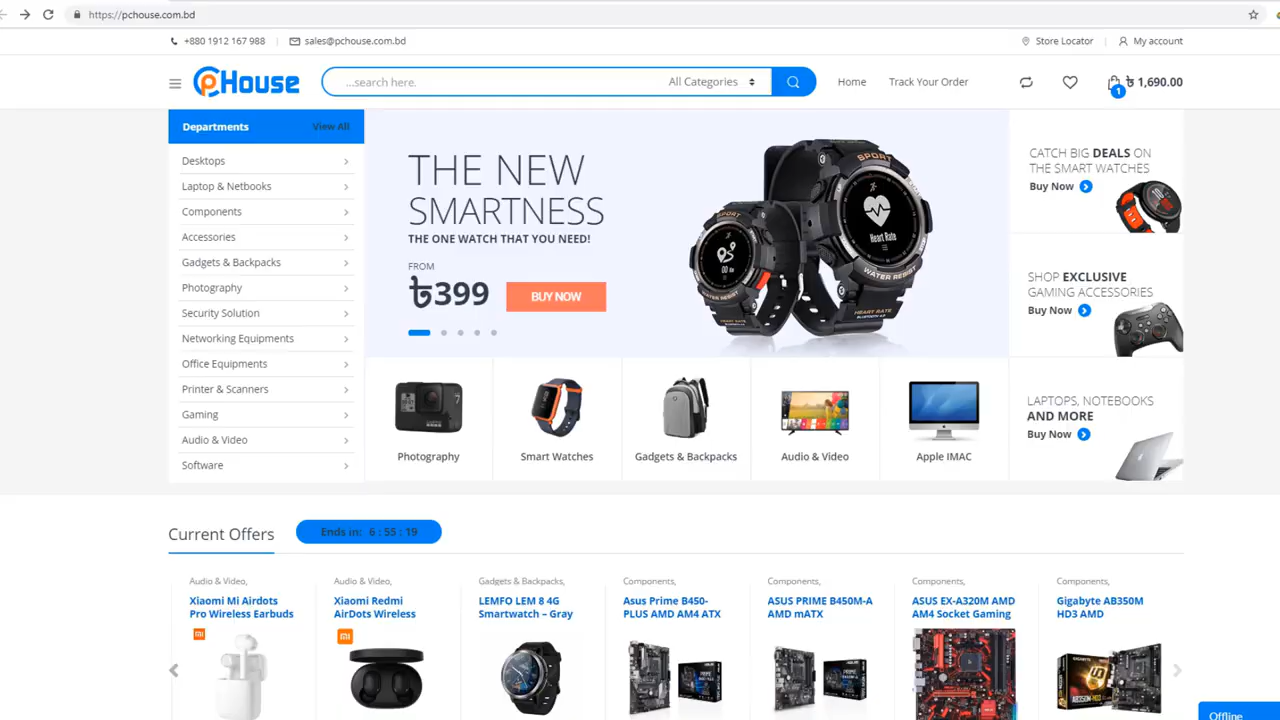 https://pchouse.com.bd
+880 1912 167 988
sales@pchouse.com.bd
Store Locator
My account
PCHouse
...search here.
All Categories
Home
Track Your Order
1
৳ 1,690.00
Departments
View All
Desktops
Laptop & Netbooks
Components
Accessories
Gadgets & Backpacks
Photography
Security Solution
Networking Equipments
Office Equipments
Printer & Scanners
Gaming
Audio & Video
Software
THE NEW
SMARTNESS
THE ONE WATCH THAT YOU NEED!
FROM
৳399
BUY NOW
SPORT
Heart Rate
WATER RESIST
SPORT
WATER RESIST
HEART RATE
CATCH BIG DEALS ON
THE SMART WATCHES
Buy Now
SHOP EXCLUSIVE
GAMING ACCESSORIES
Buy Now
LAPTOPS, NOTEBOOKS
AND MORE
Buy Now
Photography
Smart Watches
Gadgets & Backpacks
Audio & Video
Apple IMAC
Current Offers
Ends in: 6 : 55 : 19
Audio & Video,
Xiaomi Mi Airdots
Pro Wireless Earbuds
Audio & Video,
Xiaomi Redmi
AirDots Wireless
Gadgets & Backpacks,
LEMFO LEM 8 4G
Smartwatch – Gray
Components,
Asus Prime B450-
PLUS AMD AM4 ATX
Components,
ASUS PRIME B450M-A
AMD mATX
Components,
ASUS EX-A320M AMD
AM4 Socket Gaming
Components,
Gigabyte AB350M
HD3 AMD
Offline